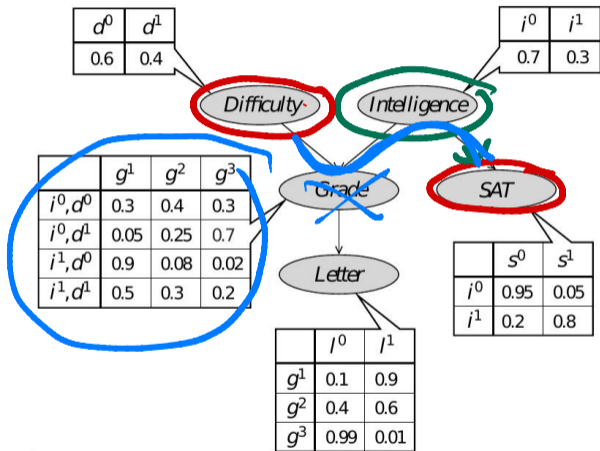 d⁰ d¹
0.6 0.4
i⁰ i¹
0.7 0.3
Difficulty
Intelligence
g¹ g² g³
i⁰,d⁰ 0.3 0.4 0.3
i⁰,d¹ 0.05 0.25 0.7
i¹,d⁰ 0.9 0.08 0.02
i¹,d¹ 0.5 0.3 0.2
Grade
SAT
Letter
s⁰ s¹
i⁰ 0.95 0.05
i¹ 0.2 0.8
l⁰ l¹
g¹ 0.1 0.9
g² 0.4 0.6
g³ 0.99 0.01